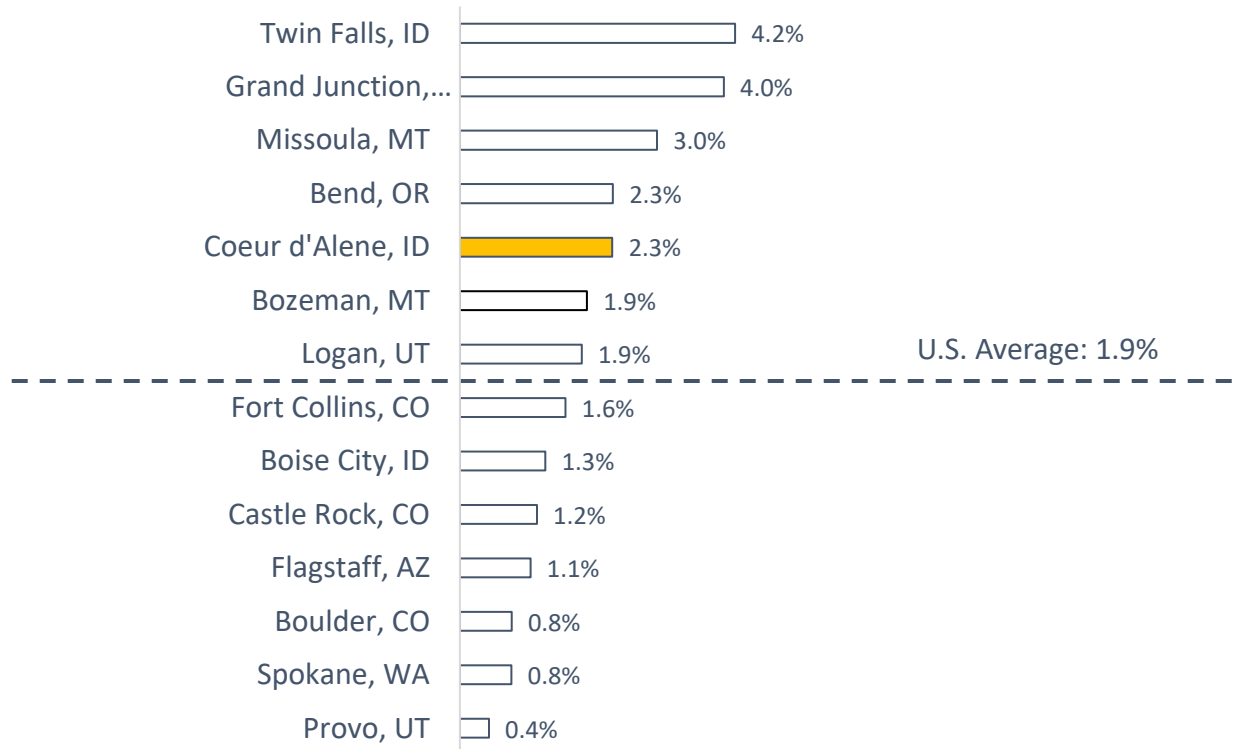 Twin Falls, ID 4.2%
Grand Junction,... 4.0%
Missoula, MT 3.0%
Bend, OR 2.3%
Coeur d'Alene, ID 2.3%
Bozeman, MT 1.9%
Logan, UT 1.9%
U.S. Average: 1.9%
Fort Collins, CO 1.6%
Boise City, ID 1.3%
Castle Rock, CO 1.2%
Flagstaff, AZ 1.1%
Boulder, CO 0.8%
Spokane, WA 0.8%
Provo, UT 0.4%